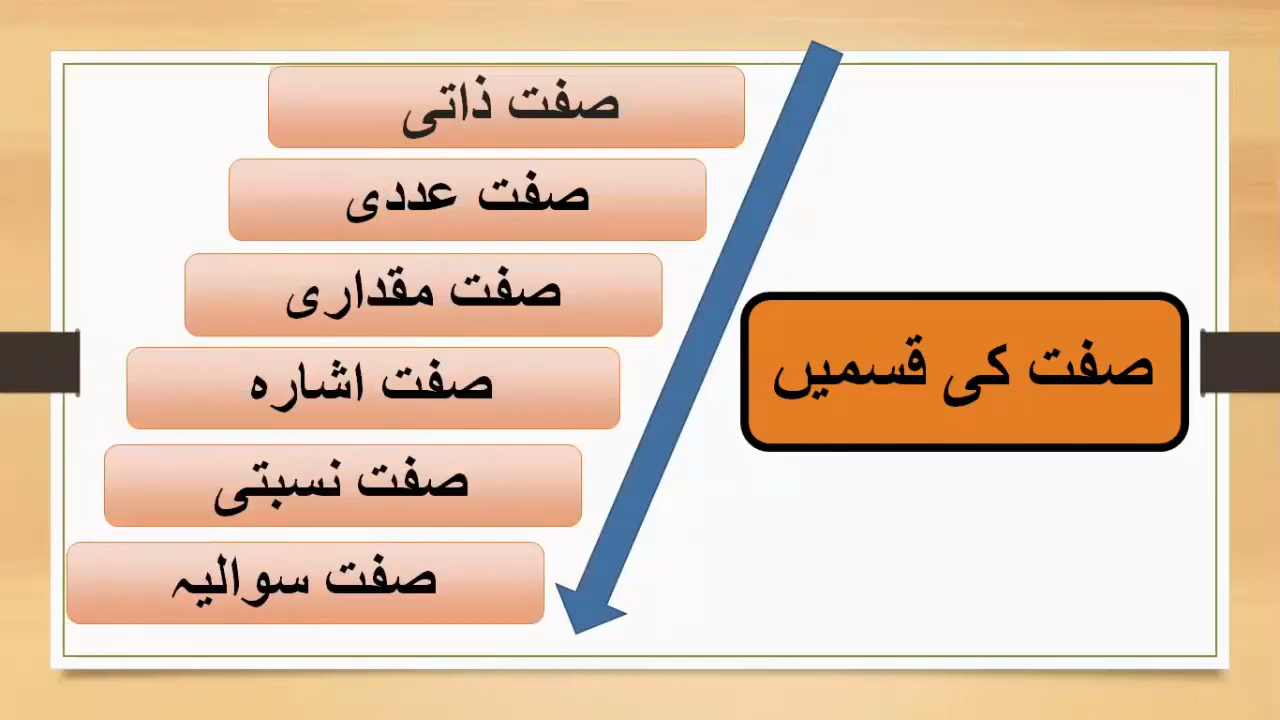 صفت کی قسمیں
صفت ذاتی
صفت عددی
صفت مقداری
صفت اشارہ
صفت نسبتی
صفت سوالیہ